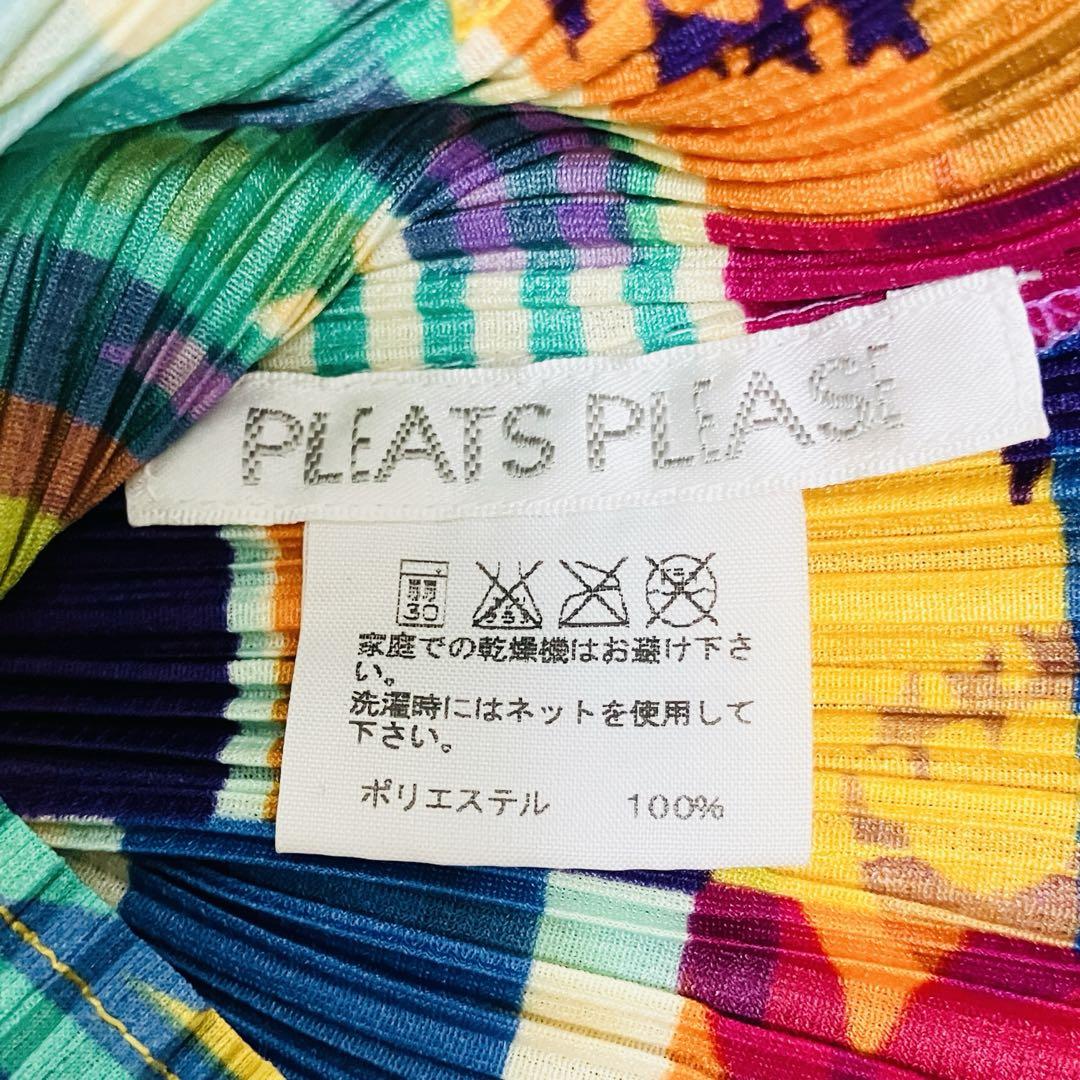 PLEATS PLEASE
弱
30
家庭での乾燥機はお避け下さ
い。
洗濯時にはネットを使用して
下さい。
ポリエステル 100%